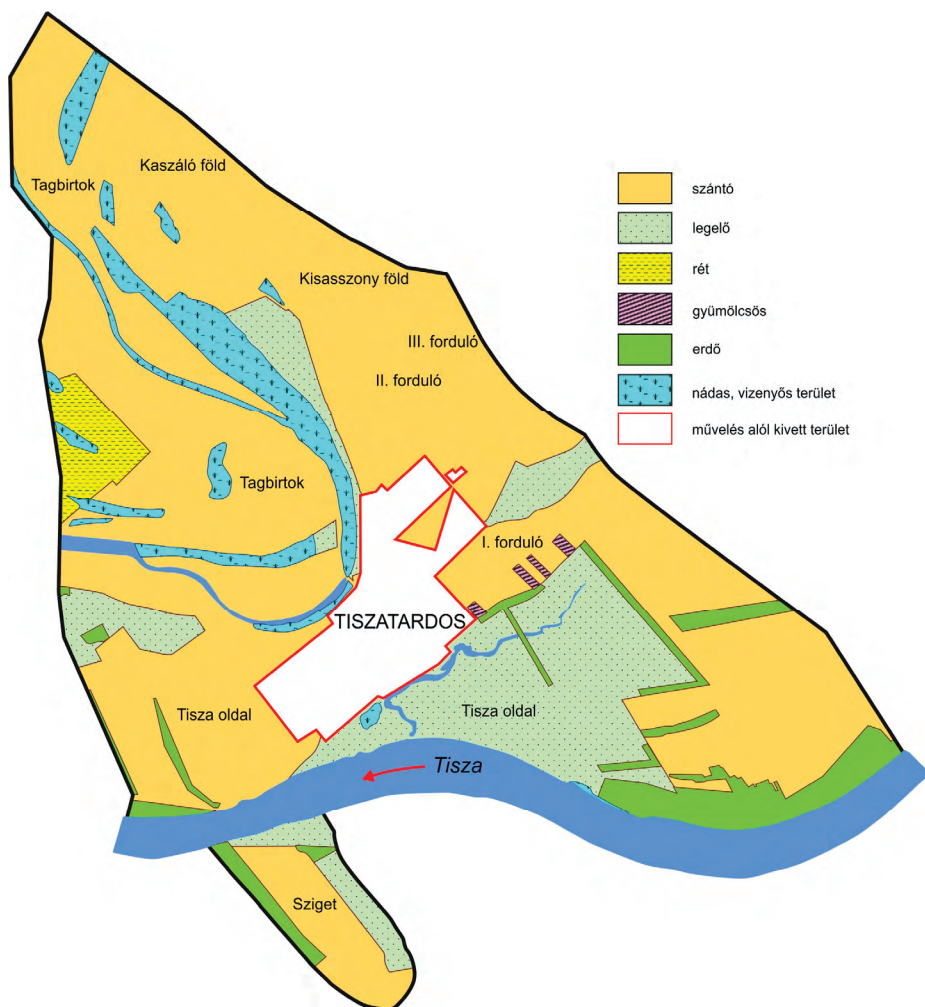 Kaszáló föld
Tagbirtok
Kisasszony föld
III. forduló
II. forduló
Tagbirtok
I. forduló
TISZATARDOS
Tisza oldal
Tisza oldal
Tisza
Sziget
szántó
legelő
rét
gyümölcsös
erdő
nádas, vizenyős terület
művelés alól kivett terület